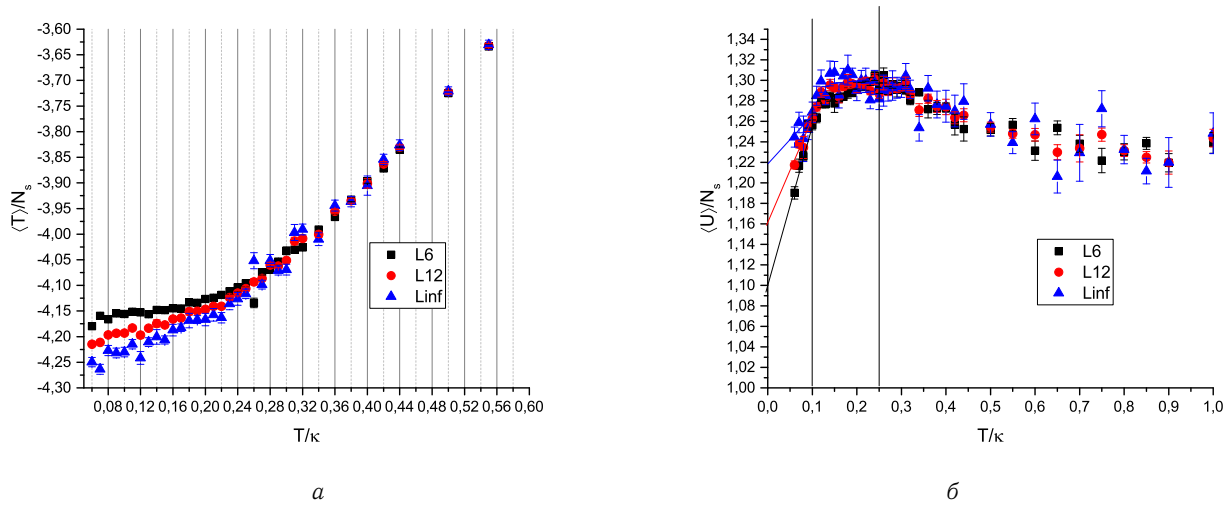 -3,60
-3,65
-3,70
-3,75
-3,80
-3,85
-3,90
-3,95
-4,00
-4,05
-4,10
-4,15
-4,20
-4,25
-4,30
⟨T⟩/Nₛ
0,08 0,12 0,16 0,20 0,24 0,28 0,32 0,36 0,40 0,44 0,48 0,52 0,56 0,60
T/κ
L6
L12
Linf
а
1,34
1,32
1,30
1,28
1,26
1,24
1,22
1,20
1,18
1,16
1,14
1,12
1,10
1,08
1,06
1,04
1,02
1,00
⟨U⟩/Nₛ
0,0 0,1 0,2 0,3 0,4 0,5 0,6 0,7 0,8 0,9 1,0
T/κ
L6
L12
Linf
б